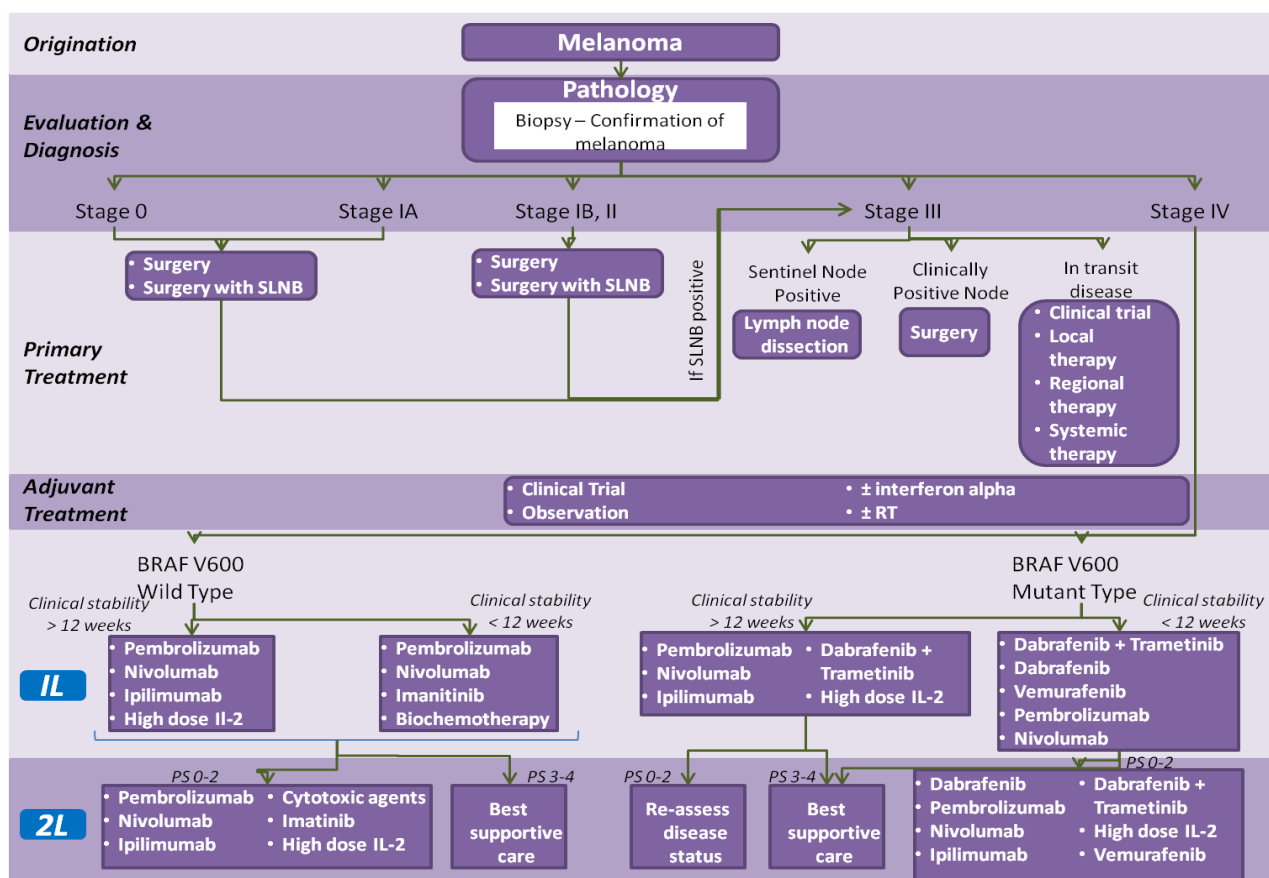 Origination
Melanoma
Evaluation &
Diagnosis
Pathology
Biopsy – Confirmation of
melanoma
Stage 0
Stage IA
Stage IB, II
Stage III
Stage IV
Primary
Treatment
• Surgery
• Surgery with SLNB
• Surgery
• Surgery with SLNB
If SLNB positive
Sentinel Node
Positive
Lymph node
dissection
Clinically
Positive Node
Surgery
In transit
disease
• Clinical trial
• Local
therapy
• Regional
therapy
• Systemic
therapy
Adjuvant
Treatment
• Clinical Trial
• Observation
• ± interferon alpha
• ± RT
BRAF V600
Wild Type
BRAF V600
Mutant Type
Clinical stability
> 12 weeks
Clinical stability
< 12 weeks
Clinical stability
> 12 weeks
Clinical stability
< 12 weeks
IL
• Pembrolizumab
• Nivolumab
• Ipilimumab
• High dose Il-2
• Pembrolizumab
• Nivolumab
• Imanitinib
• Biochemotherapy
• Pembrolizumab
• Nivolumab
• Ipilimumab
• Dabrafenib +
Trametinib
• High dose IL-2
• Dabrafenib + Trametinib
• Dabrafenib
• Vemurafenib
• Pembrolizumab
• Nivolumab
2L
PS 0-2
• Pembrolizumab
• Nivolumab
• Ipilimumab
• Cytotoxic agents
• Imatinib
• High dose IL-2
PS 3-4
Best
supportive
care
PS 0-2
Re-assess
disease
status
PS 3-4
Best
supportive
care
PS 0-2
• Dabrafenib
• Pembrolizumab
• Nivolumab
• Ipilimumab
• Dabrafenib +
Trametinib
• High dose IL-2
• Vemurafenib